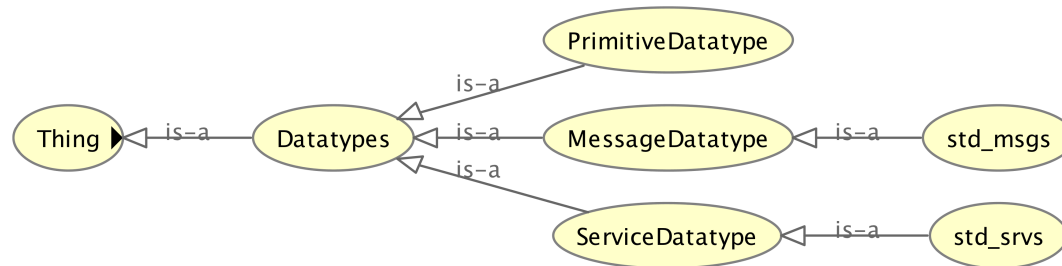 PrimitiveDatatype
is-a
Thing is-a Datatypes is-a MessageDatatype is-a std_msgs
is-a
ServiceDatatype is-a std_srvs